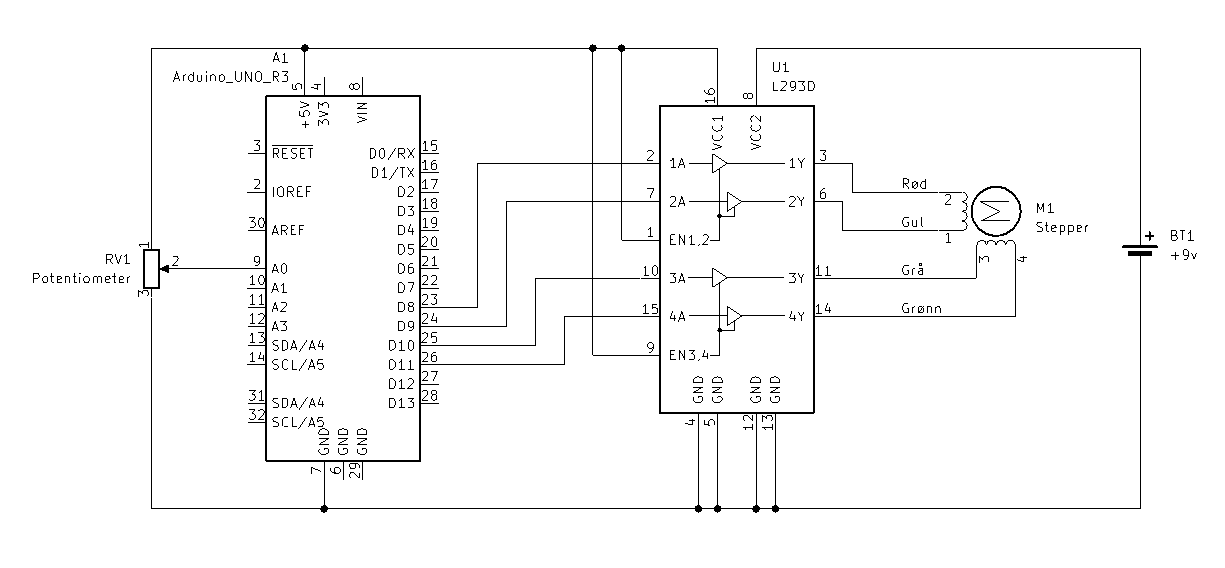 A1
Arduino_UNO_R3
5
4
8
+5V
3V3
VIN
3 RESET
2 IOREF
30 AREF
9 A0
10 A1
11 A2
12 A3
13 SDA/A4
14 SCL/A5
31 SDA/A4
32 SCL/A5
D0/RX 15
D1/TX 16
D2 17
D3 18
D4 19
D5 20
D6 21
D7 22
D8 23
D9 24
D10 25
D11 26
D12 27
D13 28
GND
GND
GND
7
6
29
RV1
Potentiometer
1
2
3
U1
L293D
16
8
VCC1
VCC2
2 1A 1Y 3
7 2A 2Y 6
1 EN1,2
10 3A 3Y 11
15 4A 4Y 14
9 EN3,4
GND
GND
GND
GND
4
5
12
13
Rød
Gul
Grå
Grønn
2
1
3
4
M1
Stepper
+
BT1
+9v